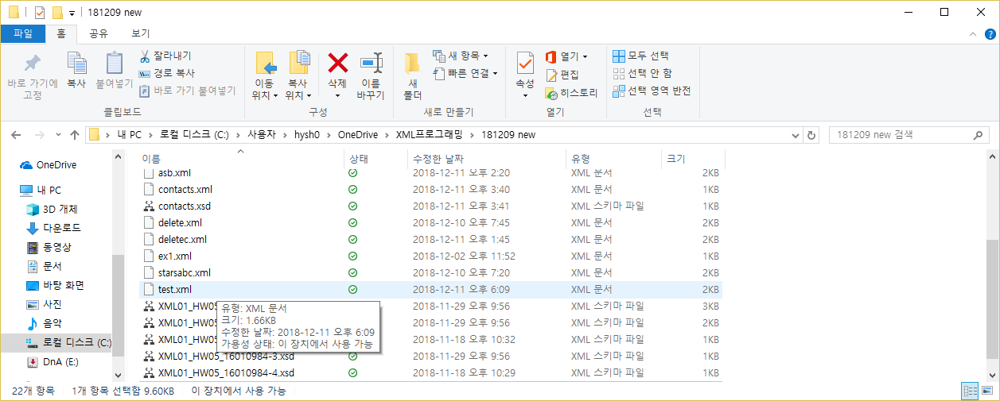 181209 new
파일 홈 공유 보기
바로 가기에 고정
복사
붙여넣기
잘라내기
경로 복사
바로 가기 붙여넣기
클립보드
이동 위치
복사 위치
삭제
이름 바꾸기
구성
새 폴더
새 항목
빠른 연결
새로 만들기
속성
열기
편집
히스토리
열기
모두 선택
선택 안 함
선택 영역 반전
선택
내 PC > 로컬 디스크 (C:) > 사용자 > hysh0 > OneDrive > XML프로그래밍 > 181209 new
181209 new 검색
OneDrive
내 PC
3D 개체
다운로드
동영상
문서
바탕 화면
사진
음악
로컬 디스크 (C:)
DnA (E:)
이름 상태 수정한 날짜 유형 크기
asb.xml 2018-12-11 오후 2:20 XML 문서 2KB
contacts.xml 2018-12-11 오후 3:40 XML 문서 1KB
contacts.xsd 2018-12-11 오후 3:41 XML 스키마 파일 1KB
delete.xml 2018-12-10 오후 7:45 XML 문서 2KB
deletec.xml 2018-12-11 오후 1:45 XML 문서 2KB
ex1.xml 2018-12-02 오후 11:52 XML 문서 1KB
starsabc.xml 2018-12-10 오후 7:20 XML 문서 2KB
test.xml 2018-12-11 오후 6:09 XML 문서 2KB
XML01_HW05 2018-11-29 오후 9:56 XML 스키마 파일 3KB
XML01_HW05 2018-11-29 오후 9:56 XML 스키마 파일 2KB
XML01_HW05 2018-11-18 오후 10:32 XML 스키마 파일 1KB
XML01_HW05_16010984-3.xsd 2018-11-29 오후 9:56 XML 스키마 파일 1KB
XML01_HW05_16010984-4.xsd 2018-11-18 오후 10:29 XML 스키마 파일 1KB
유형: XML 문서
크기: 1.66KB
수정한 날짜: 2018-12-11 오후 6:09
가용성 상태: 이 장치에서 사용 가능
22개 항목 1개 항목 선택함 9.60KB 이 장치에서 사용 가능